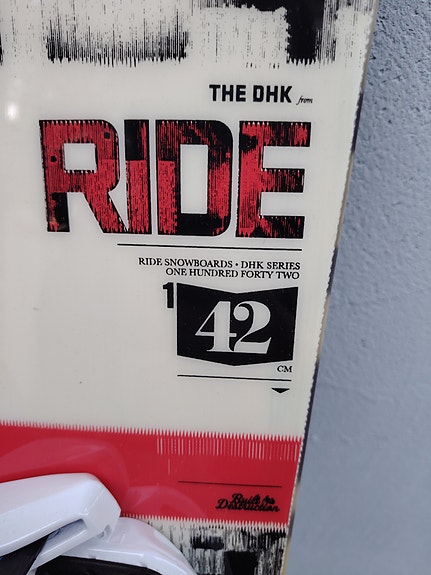 THE DHK from
RIDE
RIDE SNOWBOARDS • DHK SERIES
ONE HUNDRED FORTY TWO
142
CM
Built for
Destruction